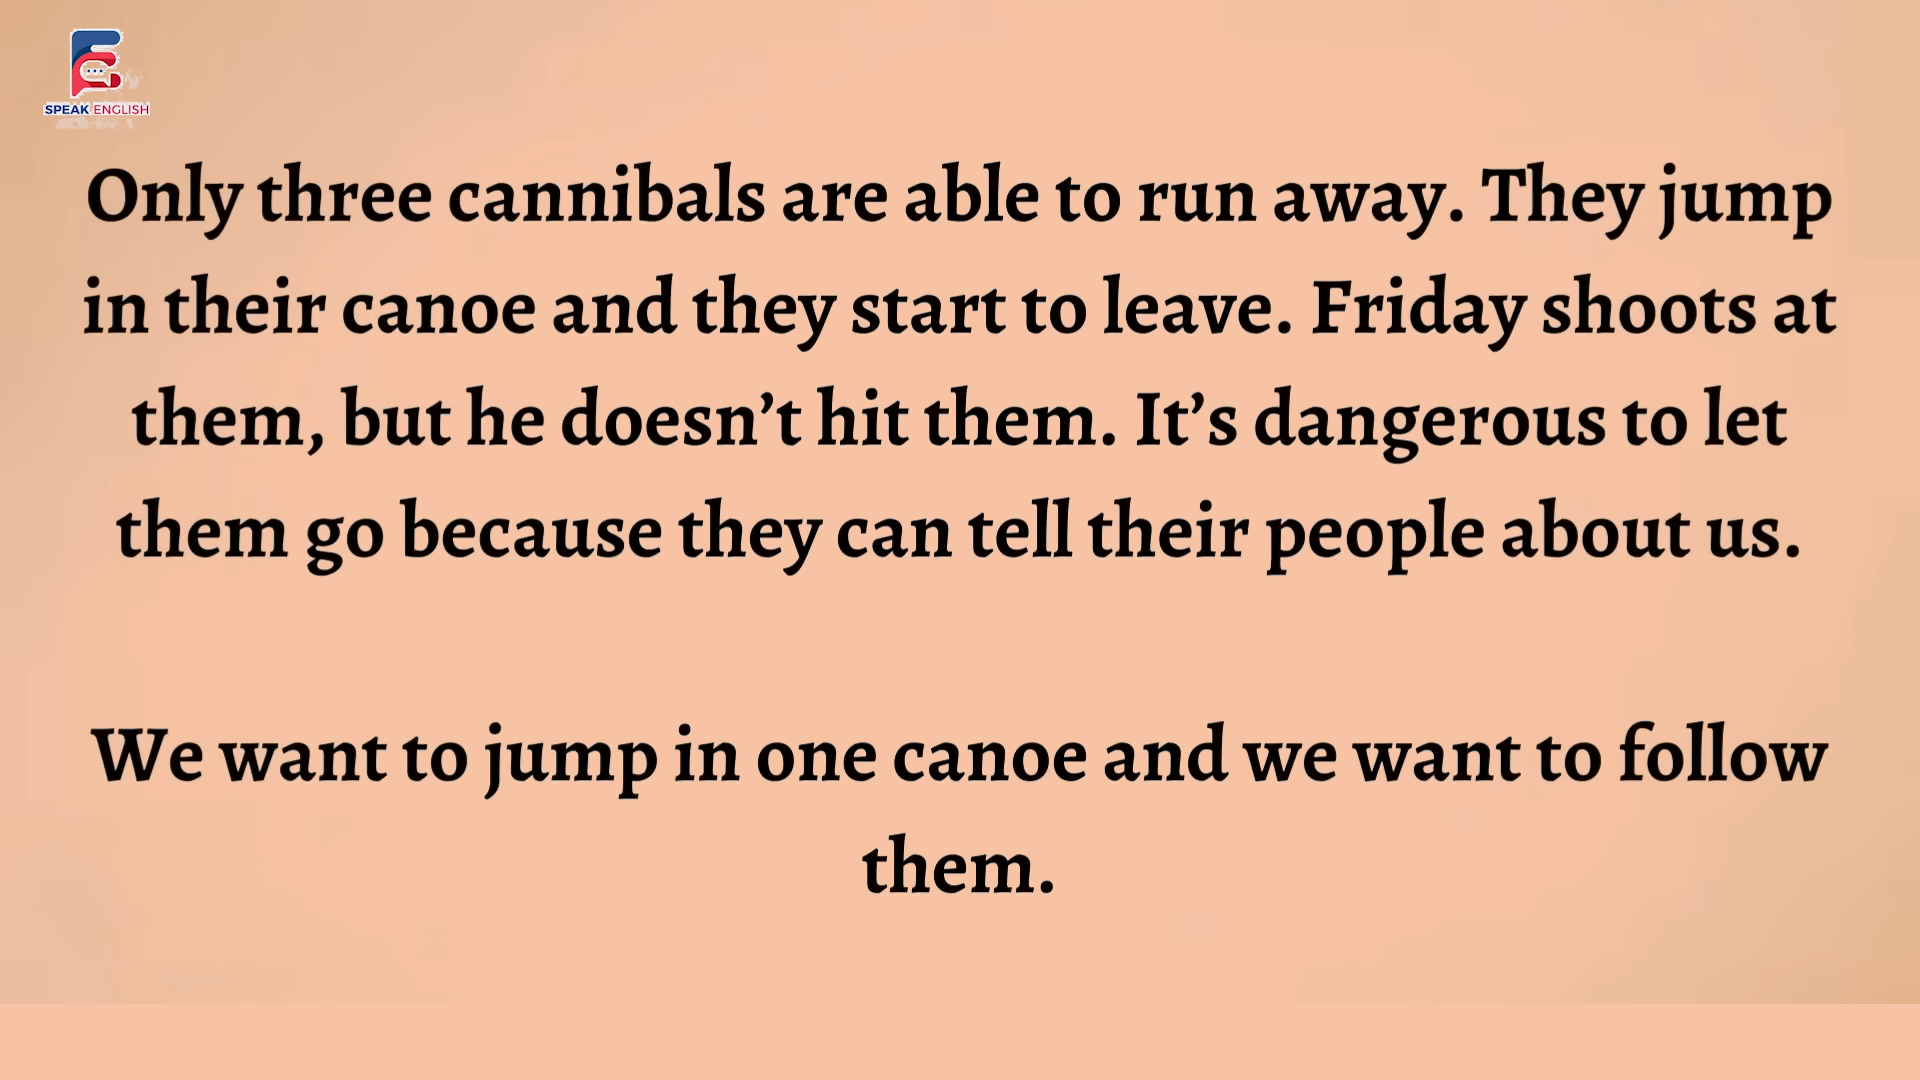 SPEAK ENGLISH
Only three cannibals are able to run away. They jump
in their canoe and they start to leave. Friday shoots at
them, but he doesn’t hit them. It’s dangerous to let
them go because they can tell their people about us.
We want to jump in one canoe and we want to follow
them.